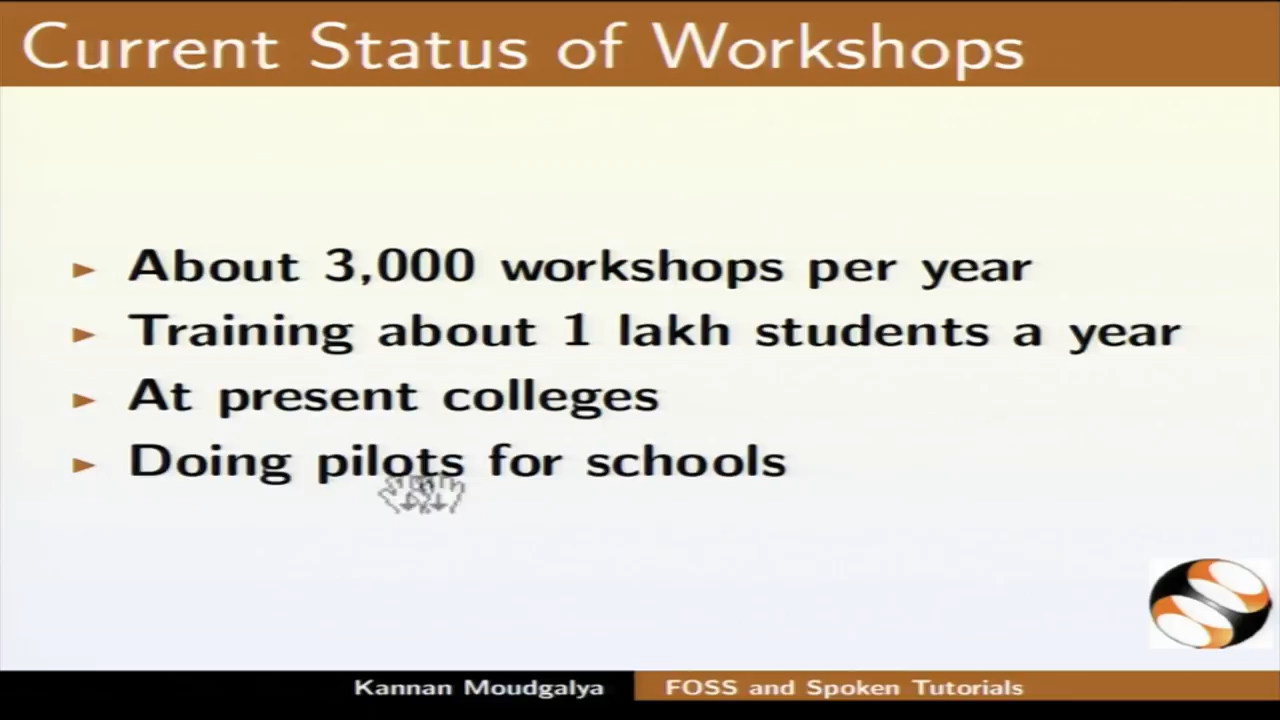 Current Status of Workshops
About 3,000 workshops per year
Training about 1 lakh students a year
At present colleges
Doing pilots for schools
Kannan Moudgalya
FOSS and Spoken Tutorials